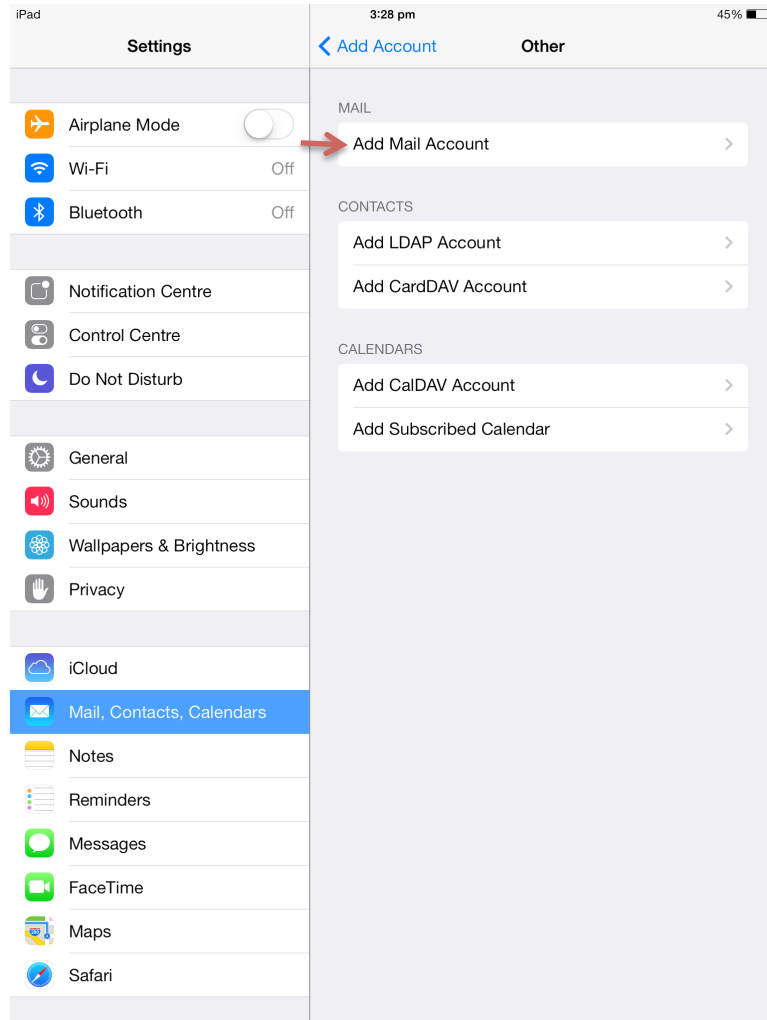 iPad 3:28 pm 45%
Settings
Airplane Mode
Wi-Fi Off
Bluetooth Off
Notification Centre
Control Centre
Do Not Disturb
General
Sounds
Wallpapers & Brightness
Privacy
iCloud
Mail, Contacts, Calendars
Notes
Reminders
Messages
FaceTime
Maps
Safari
Add Account Other
MAIL
Add Mail Account
CONTACTS
Add LDAP Account
Add CardDAV Account
CALENDARS
Add CalDAV Account
Add Subscribed Calendar